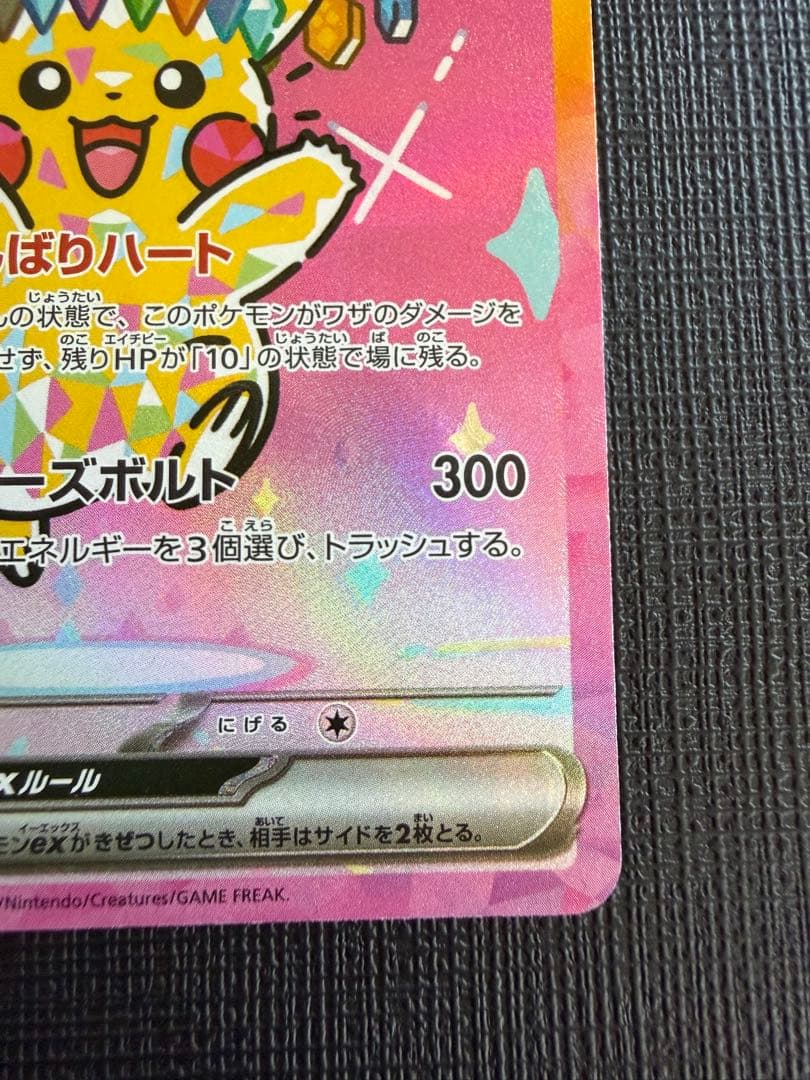 ばりハート
の状態で、このポケモンがワザのダメージを
じょうたい
せず、残りHPが「10」の状態で場に残る。
のこ エイチピー じょうたい ば のこ
ーズボルト 300
エネルギーを3個選び、トラッシュする。
こ えら
にげる
xルール
モンexがきぜつしたとき、相手はサイドを2枚とる。
イーエックス あいて まい
/Nintendo/Creatures/GAME FREAK.